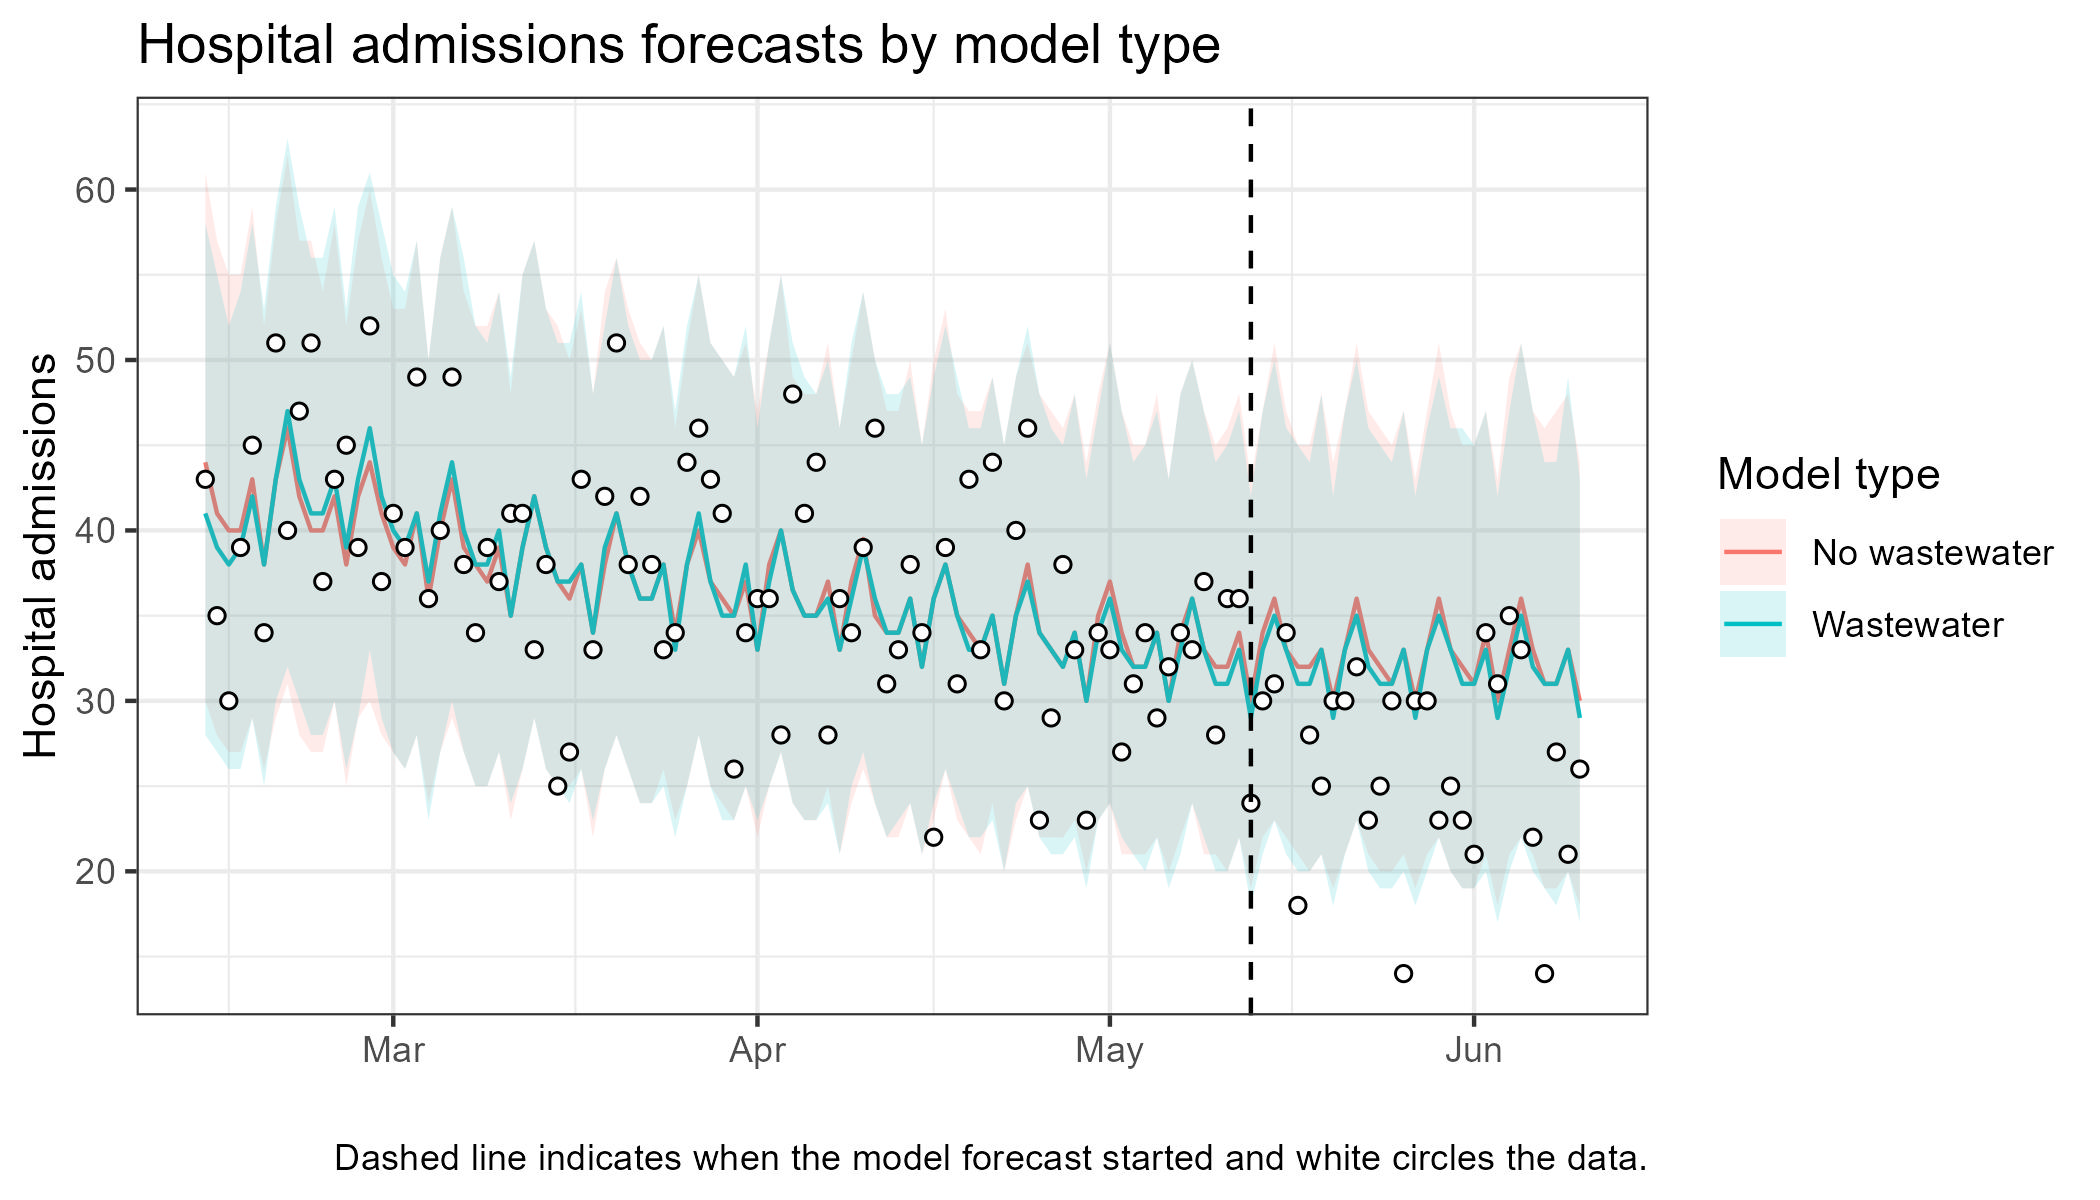 Hospital admissions forecasts by model type
Hospital admissions
60
50
40
30
20
Mar
Apr
May
Jun
Model type
No wastewater
Wastewater
Dashed line indicates when the model forecast started and white circles the data.